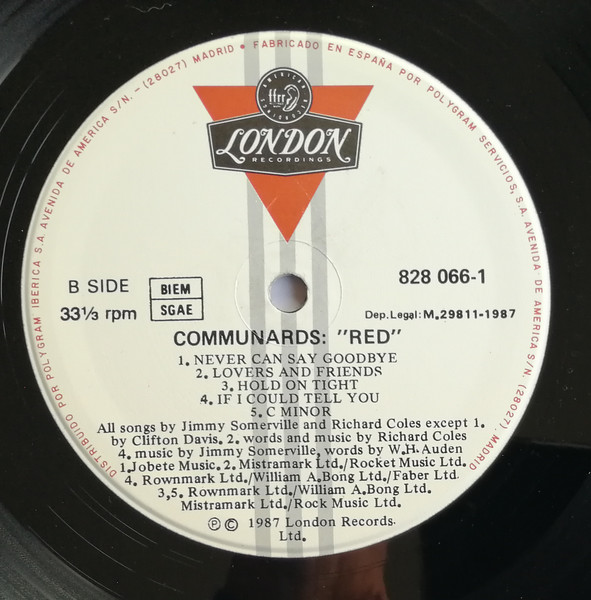 DISTRIBUIDO POR POLYGRAM IBERICA S.A. AVENIDA DE AMERICA S/N. - (28027) MADRID • FABRICADO EN ESPAÑA POR POLYGRAM SERVICIOS, S.A. AVENIDA DE AMERICA S/N. (28027). MADRID
AMERICAN
ffrr
RECORDINGS
LONDON
RECORDINGS
B SIDE
33⅓ rpm
BIEM
SGAE
828 066-1
Dep. Legal: M.29811-1987
COMMUNARDS: "RED"
1. NEVER CAN SAY GOODBYE
2. LOVERS AND FRIENDS
3. HOLD ON TIGHT
4. IF I COULD TELL YOU
5. C MINOR
All songs by Jimmy Somerville and Richard Coles except 1.
by Clifton Davis. 2. words and music by Richard Coles
4. music by Jimmy Somerville, words by W.H. Auden
1. Jobete Music. 2. Mistramark Ltd./Rocket Music Ltd.
4. Rownmark Ltd./William A. Bong Ltd./Faber Ltd.
3,5. Rownmark Ltd./William A. Bong Ltd.
Mistramark Ltd./Rock Music Ltd.
Ⓟ © 1987 London Records.
Ltd.